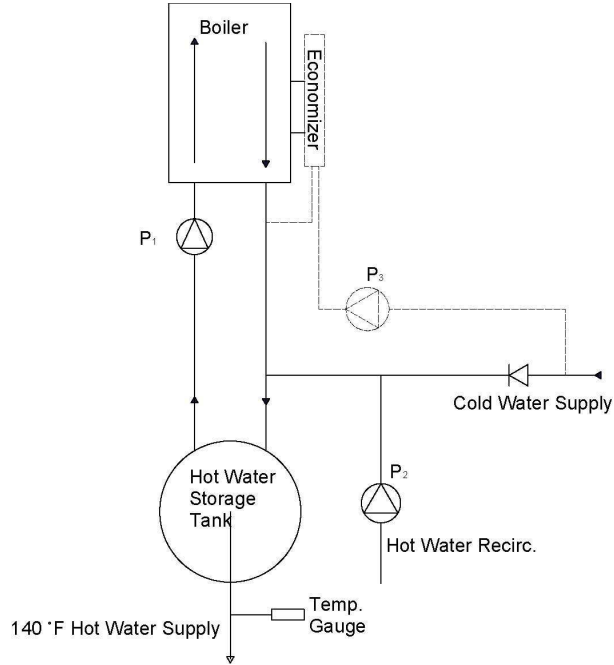 Boiler
Economizer
P₁
P₃
Cold Water Supply
Hot Water
Storage
Tank
P₂
Hot Water Recirc.
Temp.
Gauge
140 °F Hot Water Supply